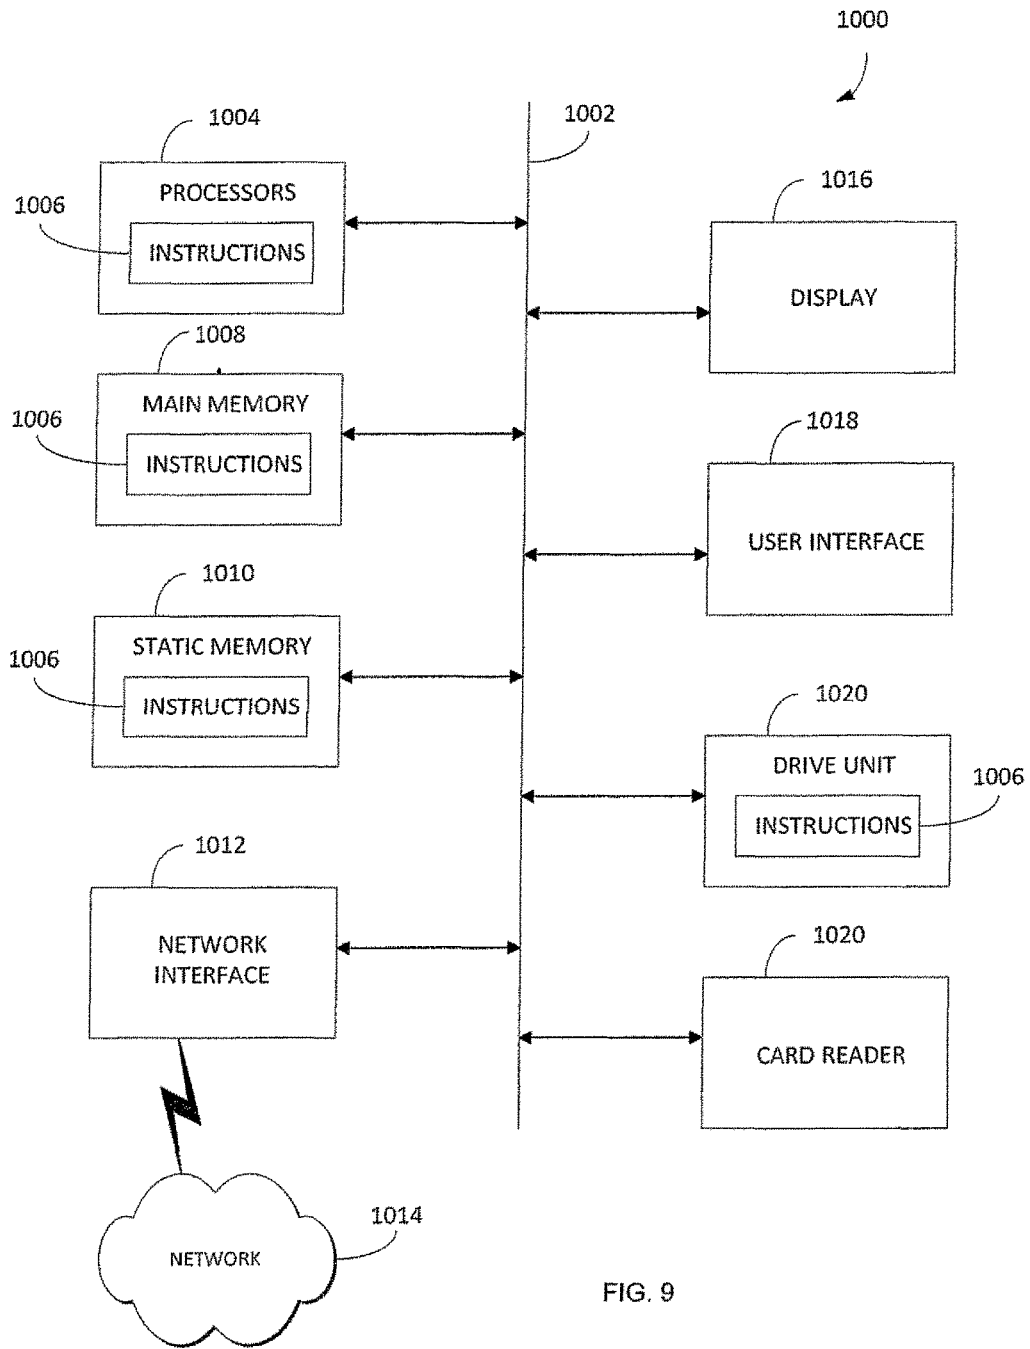 1000
1004
1002
PROCESSORS
1006
INSTRUCTIONS
1016
DISPLAY
1008
MAIN MEMORY
1006
INSTRUCTIONS
1018
USER INTERFACE
1010
STATIC MEMORY
1006
INSTRUCTIONS
1020
DRIVE UNIT
1006
INSTRUCTIONS
1012
NETWORK
INTERFACE
1020
CARD READER
1014
NETWORK
FIG. 9